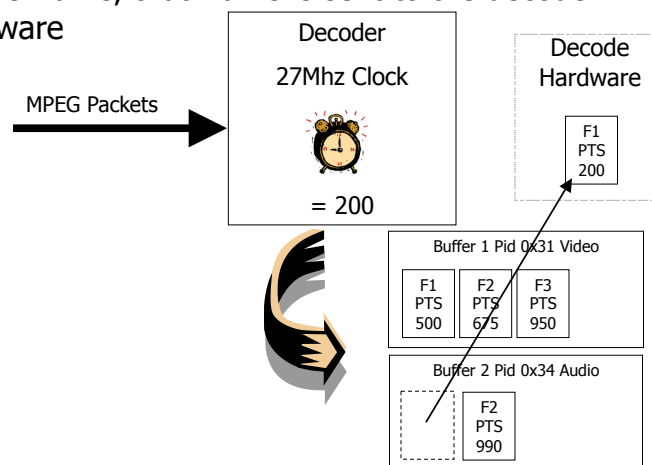 ware
Decoder
27Mhz Clock
= 200
MPEG Packets
Decode
Hardware
F1
PTS
200
Buffer 1 Pid 0x31 Video
F1
PTS
500
F2
PTS
675
F3
PTS
950
Buffer 2 Pid 0x34 Audio
F2
PTS
990